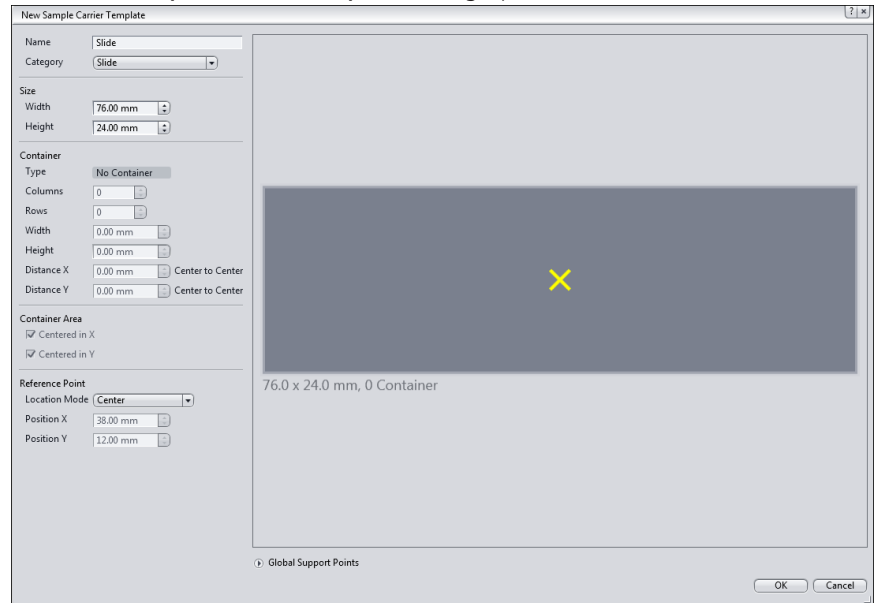 New Sample Carrier Template
? ×
Name Slide
Category Slide
Size
Width 76.00 mm
Height 24.00 mm
Container
Type No Container
Columns 0
Rows 0
Width 0.00 mm
Height 0.00 mm
Distance X 0.00 mm Center to Center
Distance Y 0.00 mm Center to Center
Container Area
Centered in X
Centered in Y
Reference Point
Location Mode Center
Position X 38.00 mm
Position Y 12.00 mm
76.0 x 24.0 mm, 0 Container
Global Support Points
OK Cancel